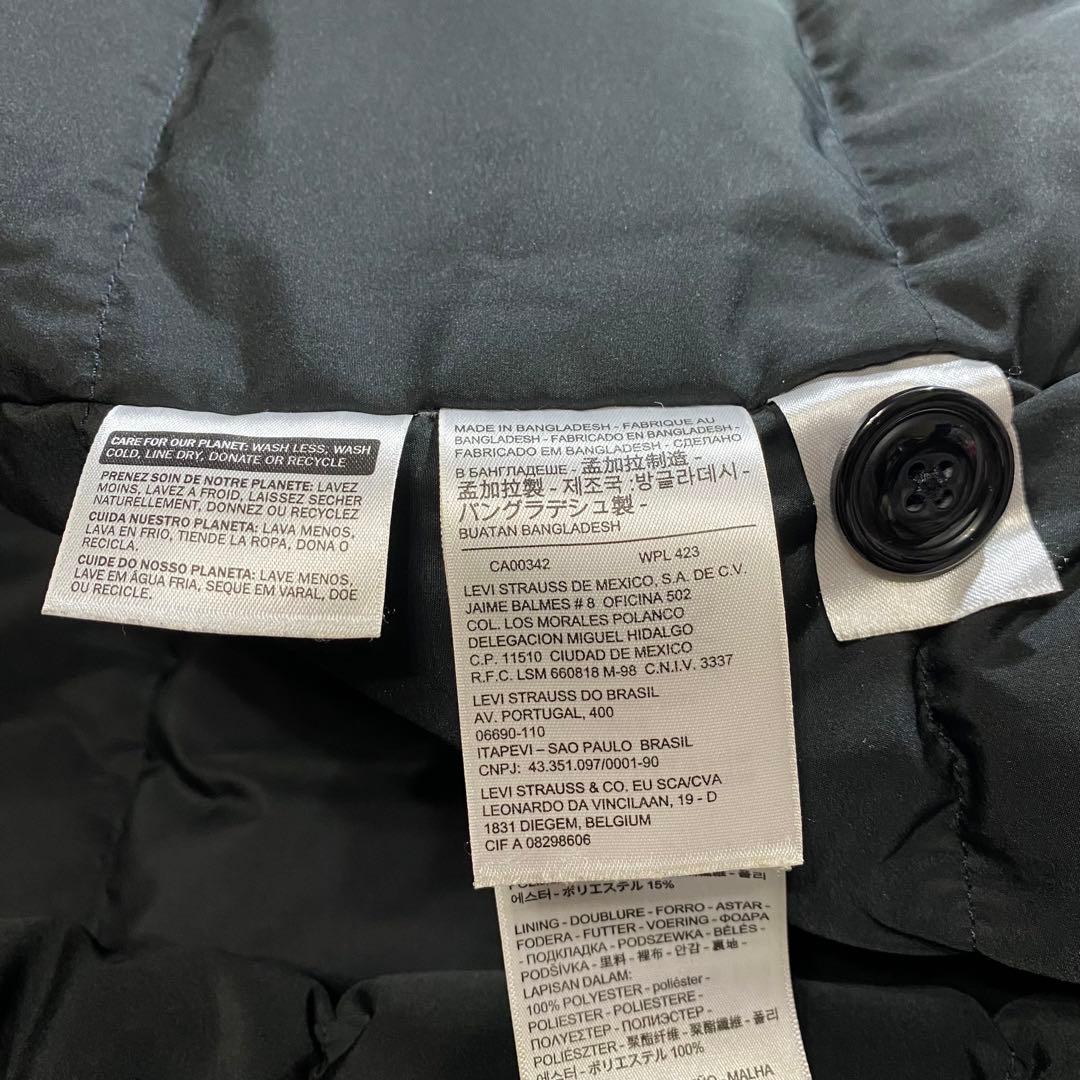 CARE FOR OUR PLANET: WASH LESS, WASH
COLD, LINE DRY, DONATE OR RECYCLE
PRENEZ SOIN DE NOTRE PLANETE: LAVEZ
MOINS, LAVEZ À FROID, LAISSEZ SECHER
NATURELLEMENT, DONNEZ OU RECYCLEZ
CUIDA NUESTRO PLANETA: LAVA MENOS,
LAVA EN FRIO, TIENDE LA ROPA, DONA O
RECICLA.
CUIDE DO NOSSO PLANETA: LAVE MENOS,
LAVE EM ÁGUA FRIA, SEQUE EM VARAL, DOE
OU RECICLE.
MADE IN BANGLADESH - FABRIQUE AU
BANGLADESH - FABRICADO EN BANGLADESH -
FABRICADO EM BANGLADESH - СДЕЛАНО
В БАНГЛАДЕШЕ - 孟加拉制造 -
孟加拉製 - 제조국 :방글라데시 -
バングラデシュ製 -
BUATAN BANGLADESH
CA00342 WPL 423
LEVI STRAUSS DE MEXICO, S.A. DE C.V.
JAIME BALMES # 8 OFICINA 502
COL. LOS MORALES POLANCO
DELEGACION MIGUEL HIDALGO
C.P. 11510 CIUDAD DE MEXICO
R.F.C. LSM 660818 M-98 C.N.I.V. 3337
LEVI STRAUSS DO BRASIL
AV. PORTUGAL, 400
06690-110
ITAPEVI – SAO PAULO BRASIL
CNPJ: 43.351.097/0001-90
LEVI STRAUSS & CO. EU SCA/CVA
LEONARDO DA VINCILAAN, 19 - D
1831 DIEGEM, BELGIUM
CIF A 08298606
에스터 - ポリエステル 15%
LINING - DOUBLURE - FORRO - ASTAR -
FODERA - FUTTER - VOERING - ΦΟΔΡΑ
- ПОДКЛАДКА - PODSZEWKA - BÉLÉS -
PODŠÍVKA - 里料 - 裡布 - 안감 - 裏地 -
LAPISAN DALAM:
100% POLYESTER - poliéster -
POLIESTER - POLIESTERE -
ΠΟΛΥΕΣΤΕΡ - ПОЛИЭСТЕР -
POLIÉSZTER - 聚酯纤维 - 聚酯纖維 - 폴리
에스터 - ポリエステル 100%
MALHA